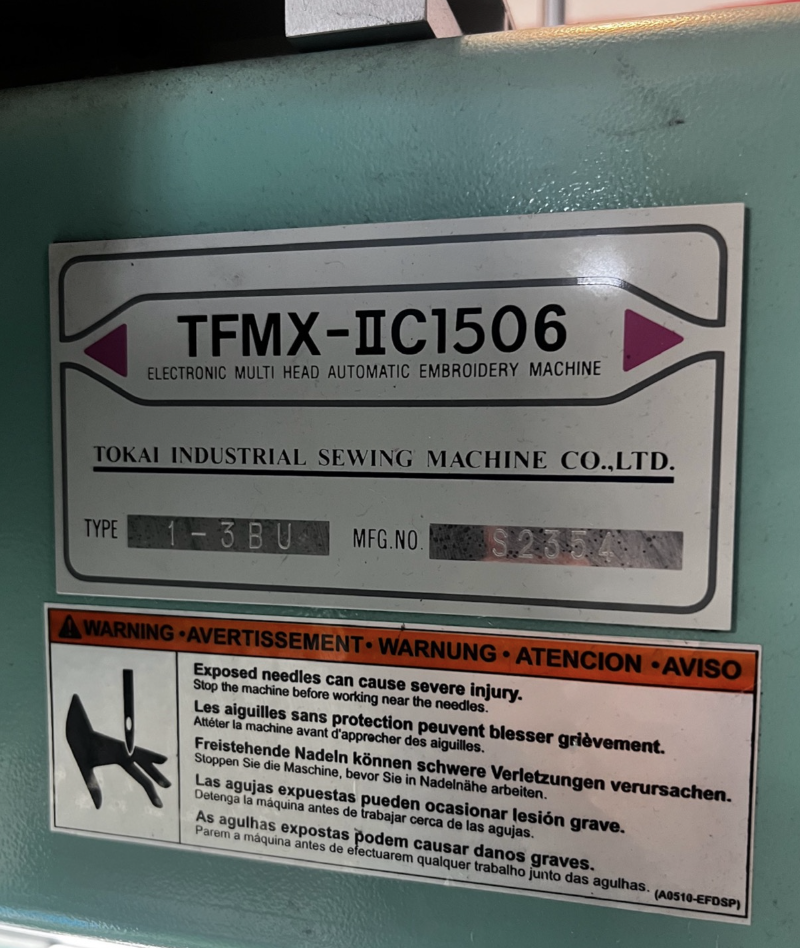 TFMX-IIC1506
ELECTRONIC MULTI HEAD AUTOMATIC EMBROIDERY MACHINE
TOKAI INDUSTRIAL SEWING MACHINE CO.,LTD.
TYPE 1-3BU MFG.NO. S2354
WARNING •AVERTISSEMENT• WARNUNG • ATENCION •AVISO
Exposed needles can cause severe injury.
Stop the machine before working near the needles.
Les aiguilles sans protection peuvent blesser grièvement.
Attéter la machine avant d'apprecher des aiguilles.
Freistehende Nadeln können schwere Verletzungen verursachen.
Stoppen Sie die Maschine, bevor Sie in Nadelnähe arbeiten.
Las agujas expuestas pueden ocasionar lesión grave.
Detenga la máquina antes de trabajar cerca de las agujas.
As agulhas expostas podem causar danos graves.
Parem a máquina antes de efectuarem qualquer trabalho junto das agulhas.
(A0510-EFDSP)